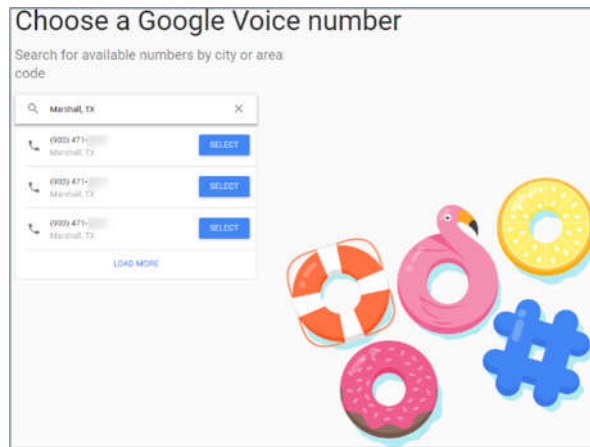 Choose a Google Voice number
Search for available numbers by city or area
code
Marshall, TX
(903) 471-
Marshall, TX
SELECT
(903) 471-
Marshall, TX
SELECT
(903) 471-
Marshall, TX
SELECT
LOAD MORE